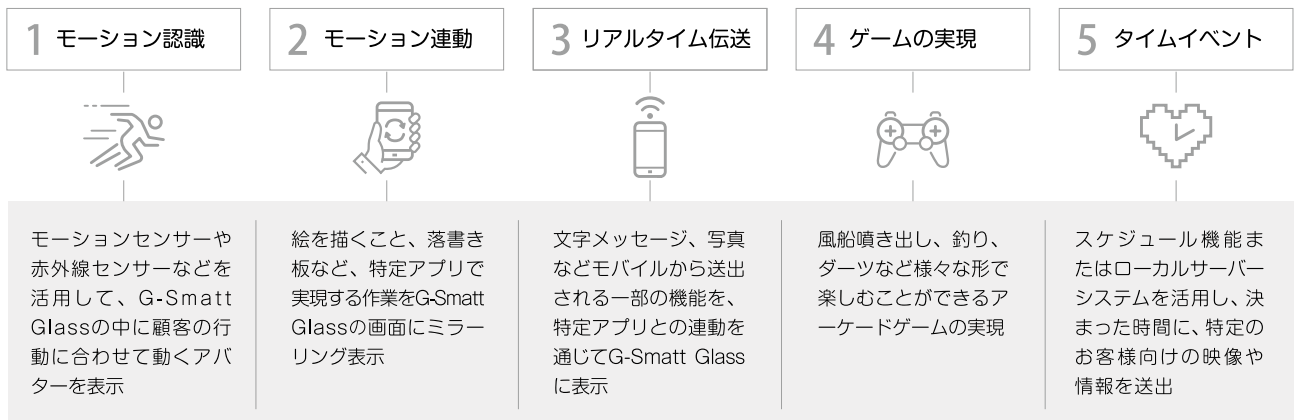 1 モーション認識
2 モーション連動
3 リアルタイム伝送
4 ゲームの実現
5 タイムイベント
モーションセンサーや
赤外線センサーなどを
活用して、G-Smatt
Glassの中に顧客の行
動に合わせて動くアバ
ターを表示
絵を描くこと、落書き
板など、特定アプリで
実現する作業をG-Smatt
Glassの画面にミラー
リング表示
文字メッセージ、写真
などモバイルから送出
される一部の機能を、
特定アプリとの連動を
通じてG-Smatt Glass
に表示
風船噴き出し、釣り、
ダーツなど様々な形で
楽しむことができるア
ーケードゲームの実現
スケジュール機能ま
たはローカルサーバー
システムを活用し、決
まった時間に、特定の
お客様向けの映像や
情報を送出